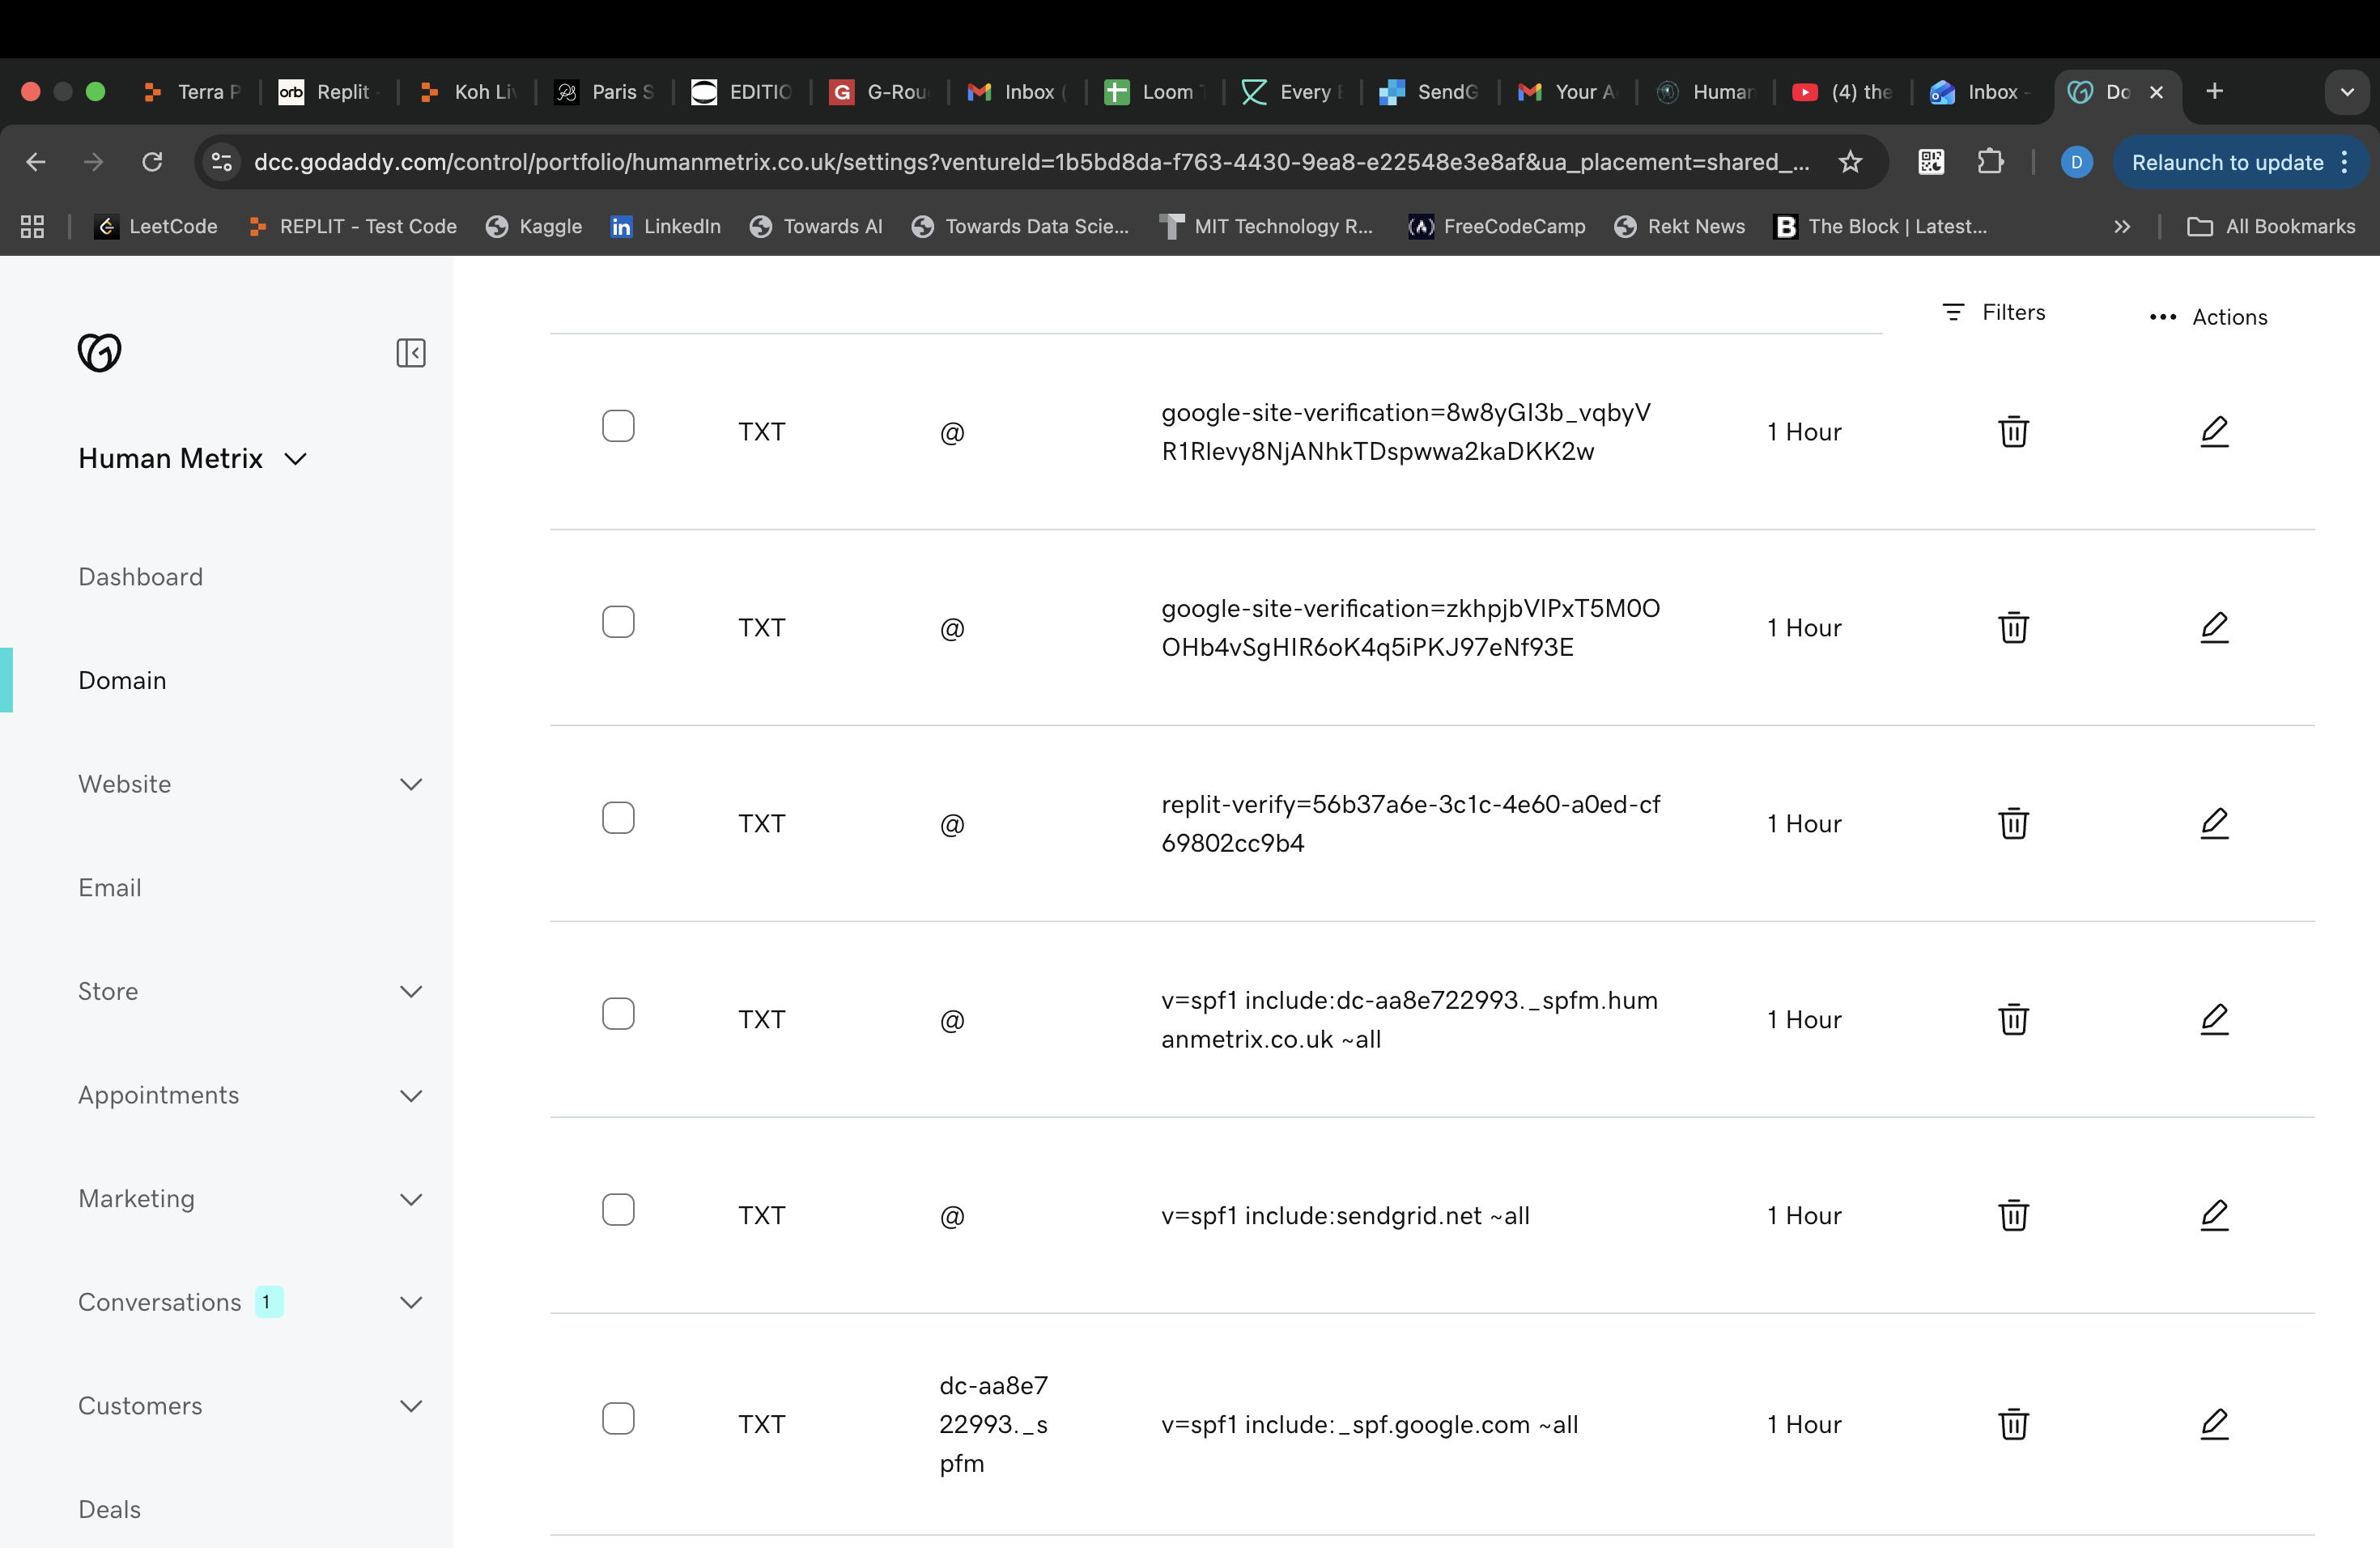 Terra P
orb Replit
Koh Liv
Paris S
EDITIO
G G-Rou
Inbox (
Loom T
Every E
SendG
Your A
Human
(4) the
Inbox -
Do
dcc.godaddy.com/control/portfolio/humanmetrix.co.uk/settings?ventureId=1b5bd8da-f763-4430-9ea8-e22548e3e8af&ua_placement=shared_...
D
Relaunch to update
LeetCode
REPLIT - Test Code
Kaggle
in LinkedIn
Towards AI
Towards Data Scie...
MIT Technology R...
FreeCodeCamp
Rekt News
B The Block | Latest...
All Bookmarks
Human Metrix
Dashboard
Domain
Website
Email
Store
Appointments
Marketing
Conversations 1
Customers
Deals
Filters
Actions
TXT
@
google-site-verification=8w8yGI3b_vqbyV
R1Rlevy8NjANhkTDspwwa2kaDKK2w
1 Hour
TXT
@
google-site-verification=zkhpjbVlPxT5M0O
OHb4vSgHIR6oK4q5iPKJ97eNf93E
1 Hour
TXT
@
replit-verify=56b37a6e-3c1c-4e60-a0ed-cf
69802cc9b4
1 Hour
TXT
@
v=spf1 include:dc-aa8e722993._spfm.hum
anmetrix.co.uk ~all
1 Hour
TXT
@
v=spf1 include:sendgrid.net ~all
1 Hour
TXT
dc-aa8e7
22993._s
pfm
v=spf1 include:_spf.google.com ~all
1 Hour